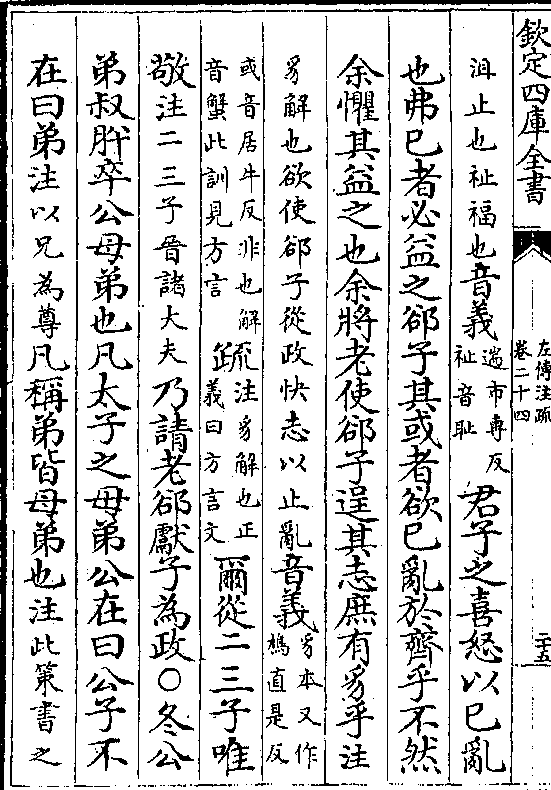 欽定四庫全書
左傳注疏
卷二十四
二十五
沮止也祉福也音義遄市專反
祉音耻
君子之喜怒以已亂
也弗已者必益之郤子其或者欲已亂於齊乎不然
余懼其益之也余將老使郤子逞其志庶有豸乎注
豸解也欲使郤子從政快志以止亂音義豸本又作
鳩直是反
或音居牛反非也解
音蟹此訓見方言
疏注豸解也正
義曰方言文
爾從二三子唯
敬注二三子晉諸大夫乃請老郤獻子為政○冬公
弟叔肸卒公母弟也凡太子之母弟公在曰公子不
在曰弟注以兄為尊凡稱弟皆母弟也注此策書之